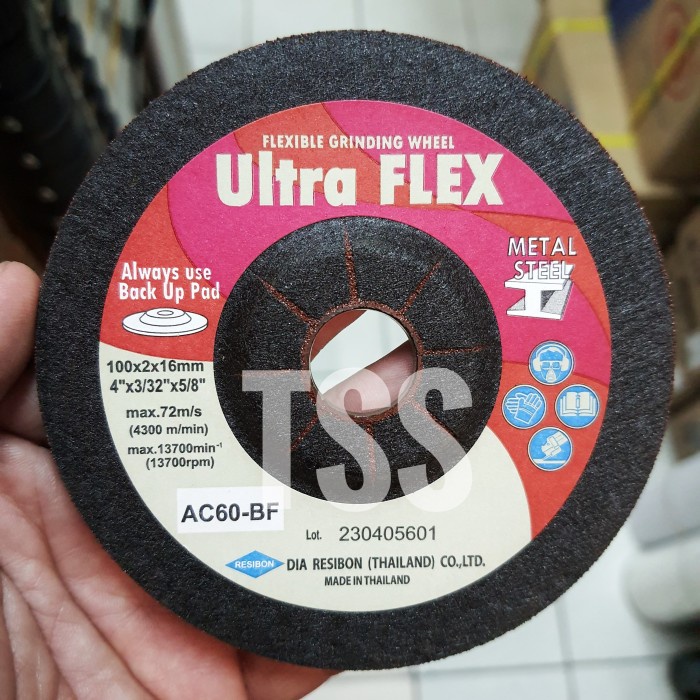 FLEXIBLE GRINDING WHEEL
Ultra FLEX
METAL
STEEL
Always use
Back Up Pad
100x2x16mm
4"x3/32"x5/8"
max.72m/s
(4300 m/min)
max.13700min⁻¹
(13700rpm)
TSS
AC60-BF
Lot. 230405601
RESIBON DIA RESIBON (THAILAND) CO.,LTD.
MADE IN THAILAND